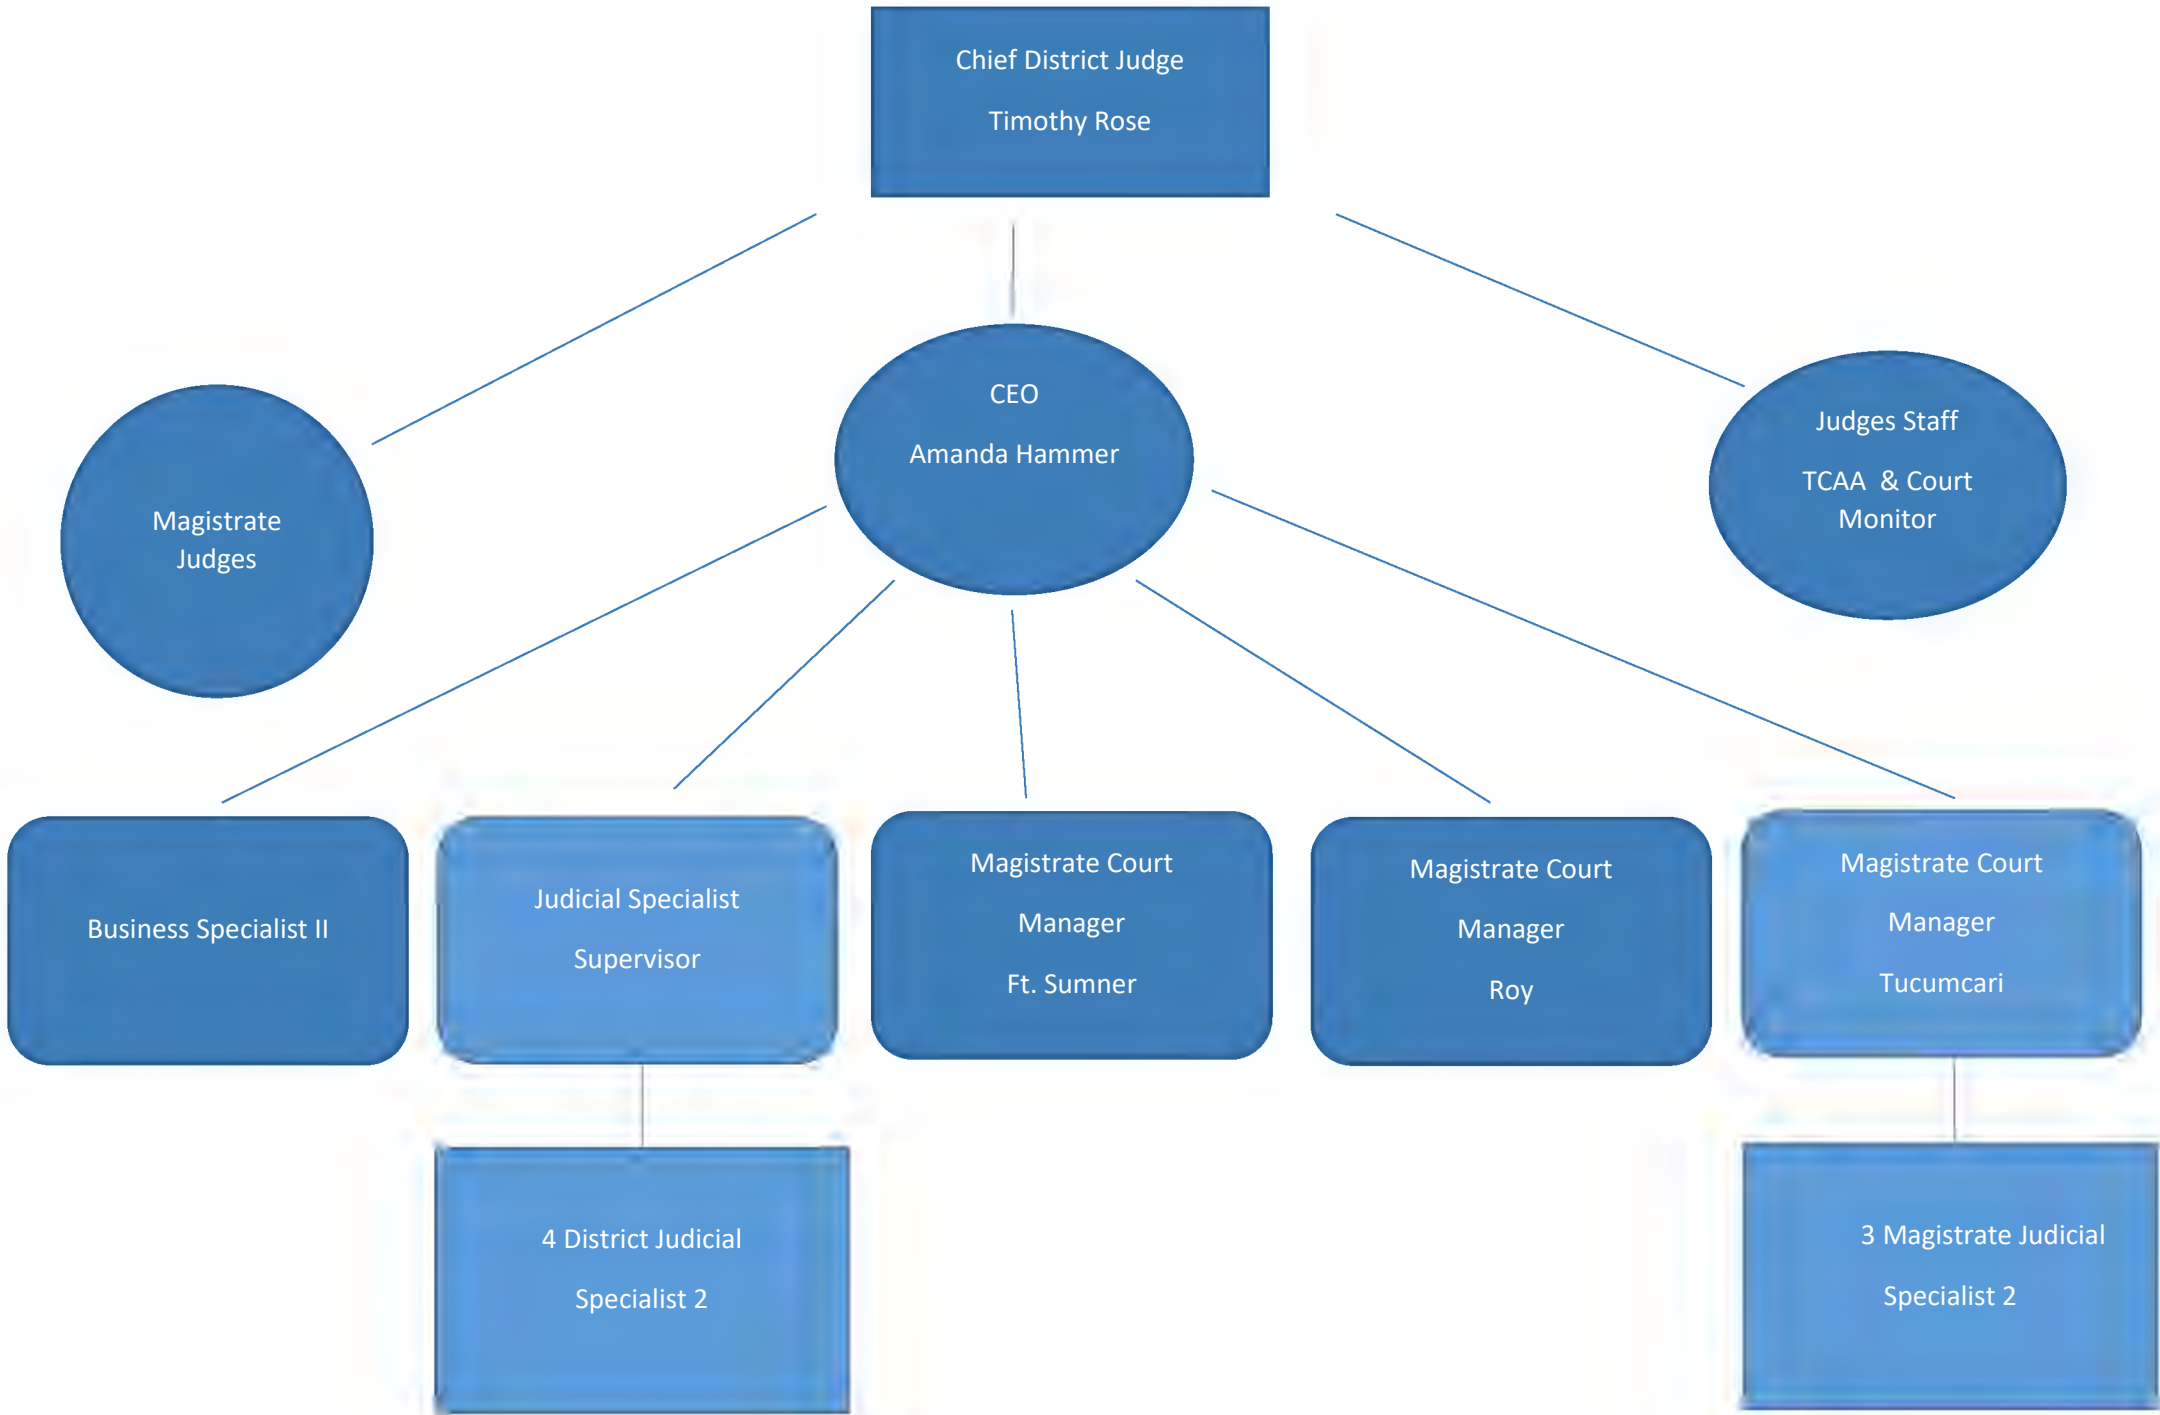 Chief District Judge
Timothy Rose
CEO
Amanda Hammer
Judges Staff
TCAA & Court
Monitor
Magistrate
Judges
Business Specialist II
Judicial Specialist
Supervisor
Magistrate Court
Manager
Ft. Sumner
Magistrate Court
Manager
Roy
Magistrate Court
Manager
Tucumcari
4 District Judicial
Specialist 2
3 Magistrate Judicial
Specialist 2